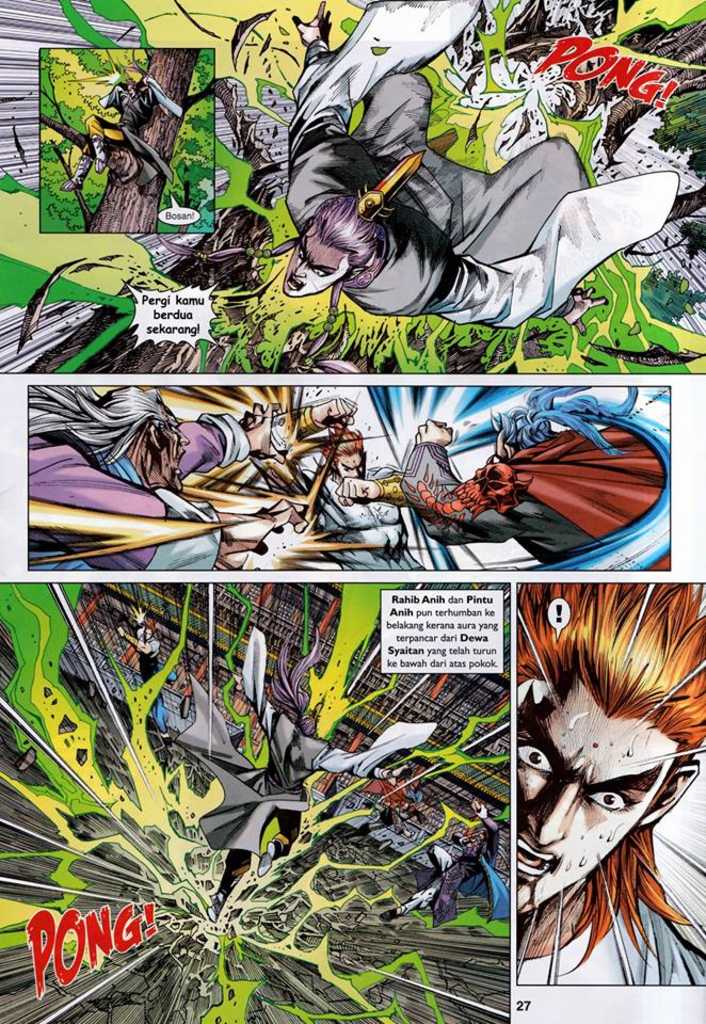 PONG!
Bosan!
Pergi kamu
berdua
sekarang!
Rahib Anih dan Pintu
Anih pun terhumban ke
belakang kerana aura yang
terpancar dari Dewa
Syaitan yang telah turun
ke bawah dari atas pokok.
!
PONG!
27